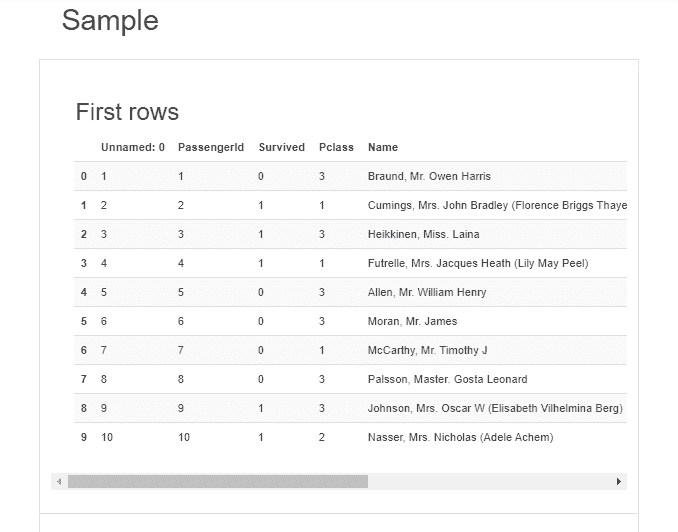 Sample
First rows
Unnamed: 0 PassengerId Survived Pclass Name
0 1 1 0 3 Braund, Mr. Owen Harris
1 2 2 1 1 Cumings, Mrs. John Bradley (Florence Briggs Thaye
2 3 3 1 3 Heikkinen, Miss. Laina
3 4 4 1 1 Futrelle, Mrs. Jacques Heath (Lily May Peel)
4 5 5 0 3 Allen, Mr. William Henry
5 6 6 0 3 Moran, Mr. James
6 7 7 0 1 McCarthy, Mr. Timothy J
7 8 8 0 3 Palsson, Master. Gosta Leonard
8 9 9 1 3 Johnson, Mrs. Oscar W (Elisabeth Vilhelmina Berg)
9 10 10 1 2 Nasser, Mrs. Nicholas (Adele Achem)